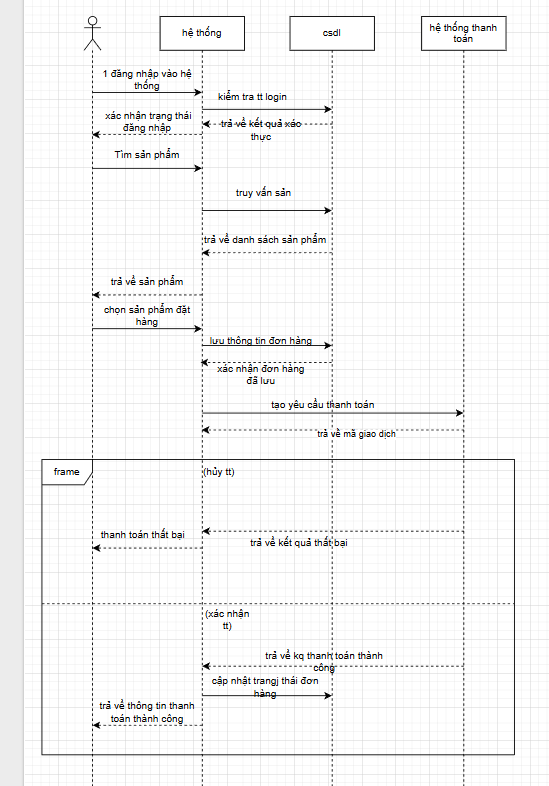 hệ thống
csdl
hệ thống thanh
toán
1 đăng nhập vào hệ
thống
kiểm tra tt login
xác nhận trạng thái
đăng nhập
trả về kết quả xáo
thực
Tìm sản phẩm
truy vấn sản
trả về danh sách sản phẩm
trả về sản phẩm
chọn sản phẩm đặt
hàng
lưu thông tin đơn hàng
xác nhận đơn hàng
đã lưu
tạo yêu cầu thanh toán
trả về mã giao dịch
frame
(hủy tt)
thanh toán thất bại
trả về kết quả thất bại
(xác nhận
tt)
trả về kq thanh toán thành
công
cập nhật trangj thái đơn
hàng
trả về thông tin thanh
toán thành công